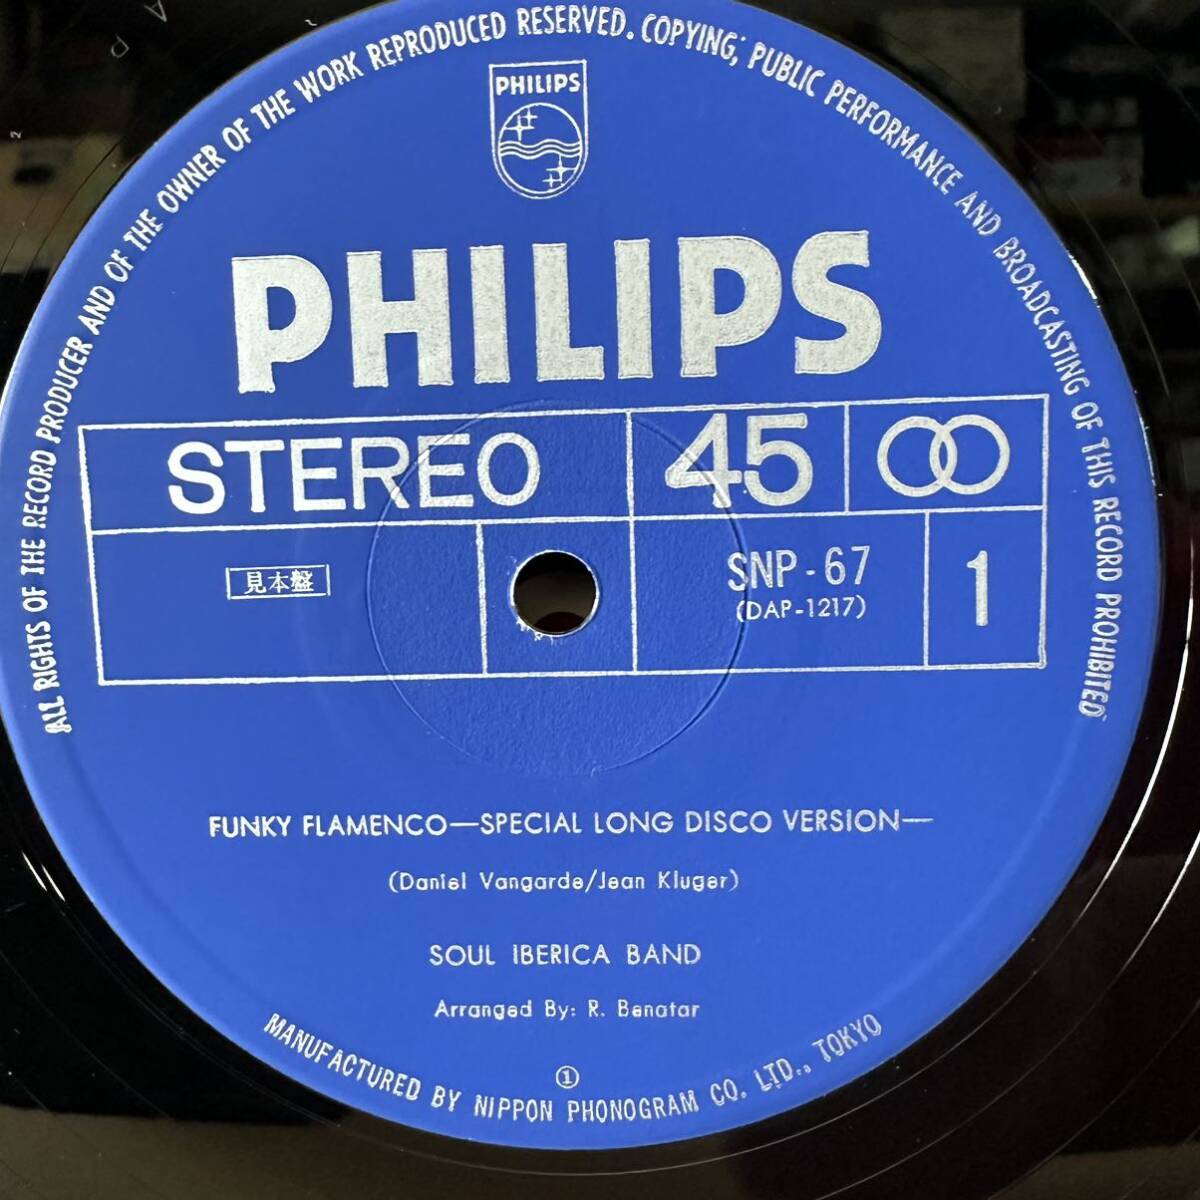 ALL RIGHTS OF THE RECORD PRODUCER AND OF THE OWNER OF THE WORK REPRODUCED RESERVED. COPYING, PUBLIC PERFORMANCE AND BROADCASTING OF THIS RECORD PROHIBITED
PHILIPS
PHILIPS
STEREO
45
見本盤
SNP-67
(DAP-1217)
1
FUNKY FLAMENCO—SPECIAL LONG DISCO VERSION—
(Daniel Vangarde/Jean Kluger)
SOUL IBERICA BAND
Arranged By: R. Benatar
①
MANUFACTURED BY NIPPON PHONOGRAM CO. LTD., TOKYO